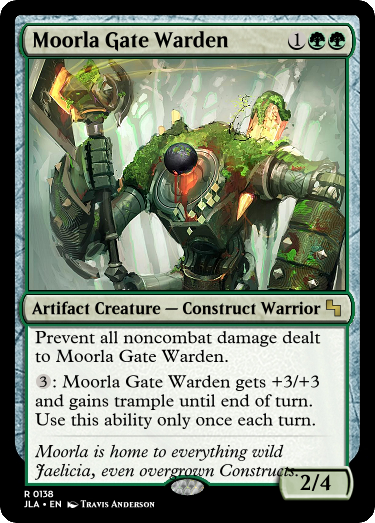 Moorla Gate Warden 1
Artifact Creature — Construct Warrior
Prevent all noncombat damage dealt
to Moorla Gate Warden.
3: Moorla Gate Warden gets +3/+3
and gains trample until end of turn.
Use this ability only once each turn.
Moorla is home to everything wild
Jaelicia, even overgrown Constructs.
2/4
R 0138
JLA • EN Travis Anderson